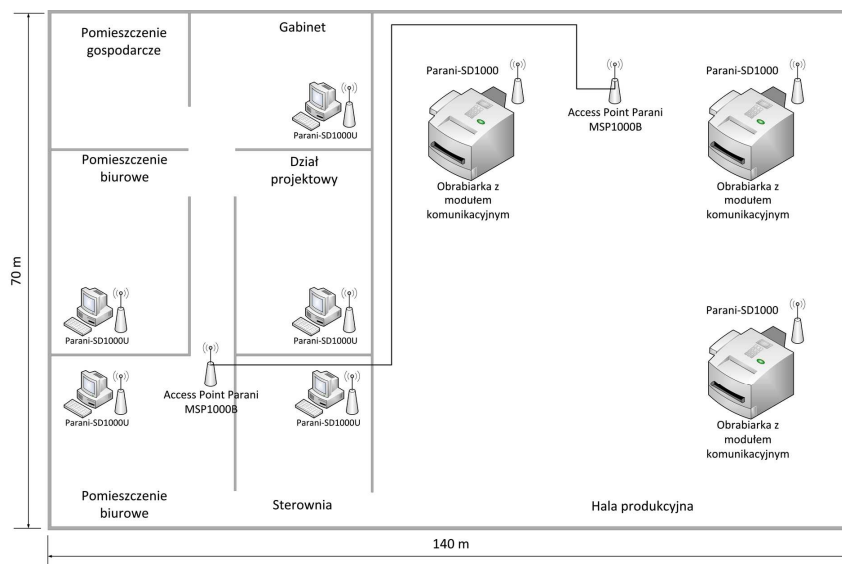 Pomieszczenie
gospodarcze
Gabinet
Parani-SD1000U
Parani-SD1000
Access Point Parani
MSP1000B
Parani-SD1000
Obrabiarka z
modułem
komunikacyjnym
Obrabiarka z
modułem
komunikacyjnym
Pomieszczenie
biurowe
Dział
projektowy
70 m
Parani-SD1000U
Parani-SD1000U
Parani-SD1000
Access Point Parani
MSP1000B
Parani-SD1000U
Parani-SD1000U
Obrabiarka z
modułem
komunikacyjnym
Pomieszczenie
biurowe
Sterownia
Hala produkcyjna
140 m